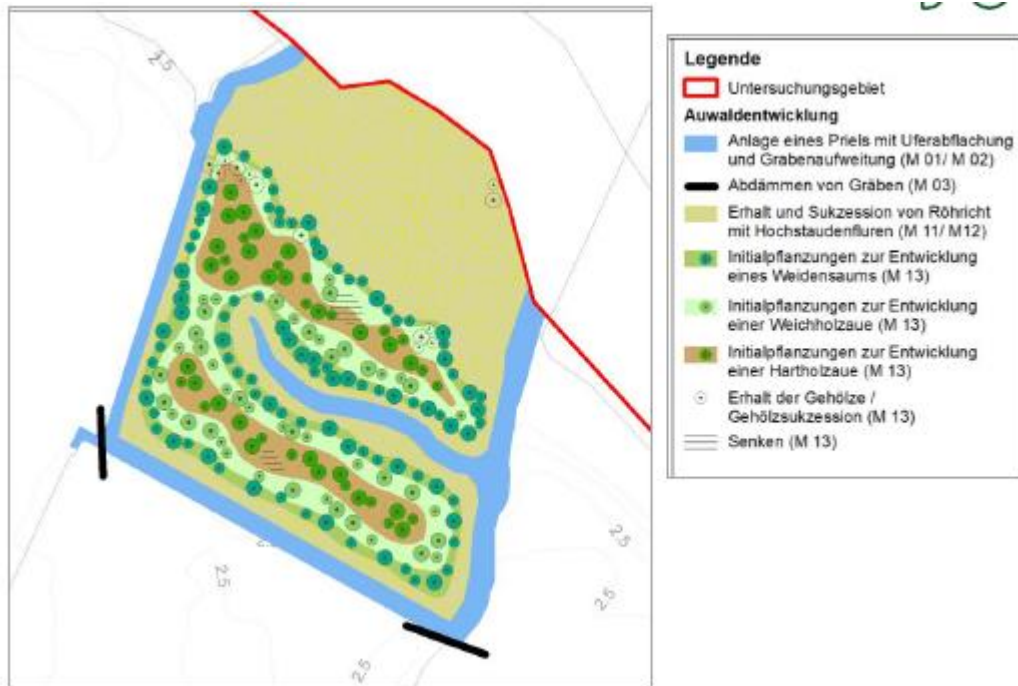 2.5
2.5
2.5
2.5
2.5
Legende
Untersuchungsgebiet
Auwaldentwicklung
Anlage eines Priels mit Uferabflachung
und Grabenaufweitung (M 01/ M 02)
Abdämmen von Gräben (M 03)
Erhalt und Sukzession von Röhricht
mit Hochstaudenfluren (M 11/ M12)
Initialpflanzungen zur Entwicklung
eines Weidensaums (M 13)
Initialpflanzungen zur Entwicklung
einer Weichholzaue (M 13)
Initialpflanzungen zur Entwicklung
einer Hartholzaue (M 13)
Erhalt der Gehölze /
Gehölzsukzession (M 13)
Senken (M 13)